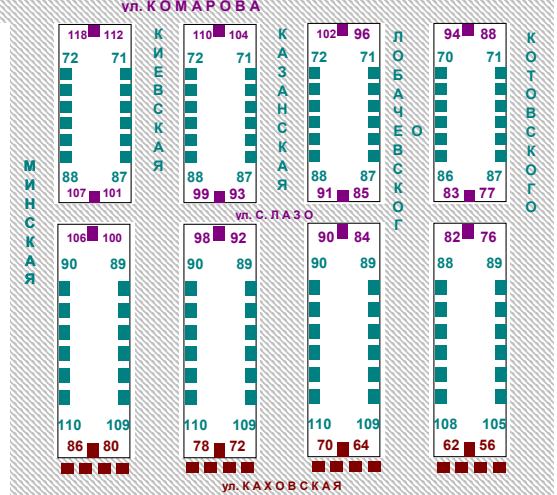 ул. КОМАРОВА
118 112 110 104 102 96 94 88
72 71 72 71 72 71 70 71
КИЕВСКАЯ
КАЗАНСКАЯ
ЛОБАЧЕВСКОГО
КОТОВСКОГО
МИНСКАЯ
88 87 88 87 88 87 86 87
107 101 99 93 91 85 83 77
ул. С. ЛАЗО
106 100 98 92 90 84 82 76
90 89 90 89 90 89 88 89
110 109 110 109 110 109 108 105
86 80 78 72 70 64 62 56
ул. КАХОВСКАЯ